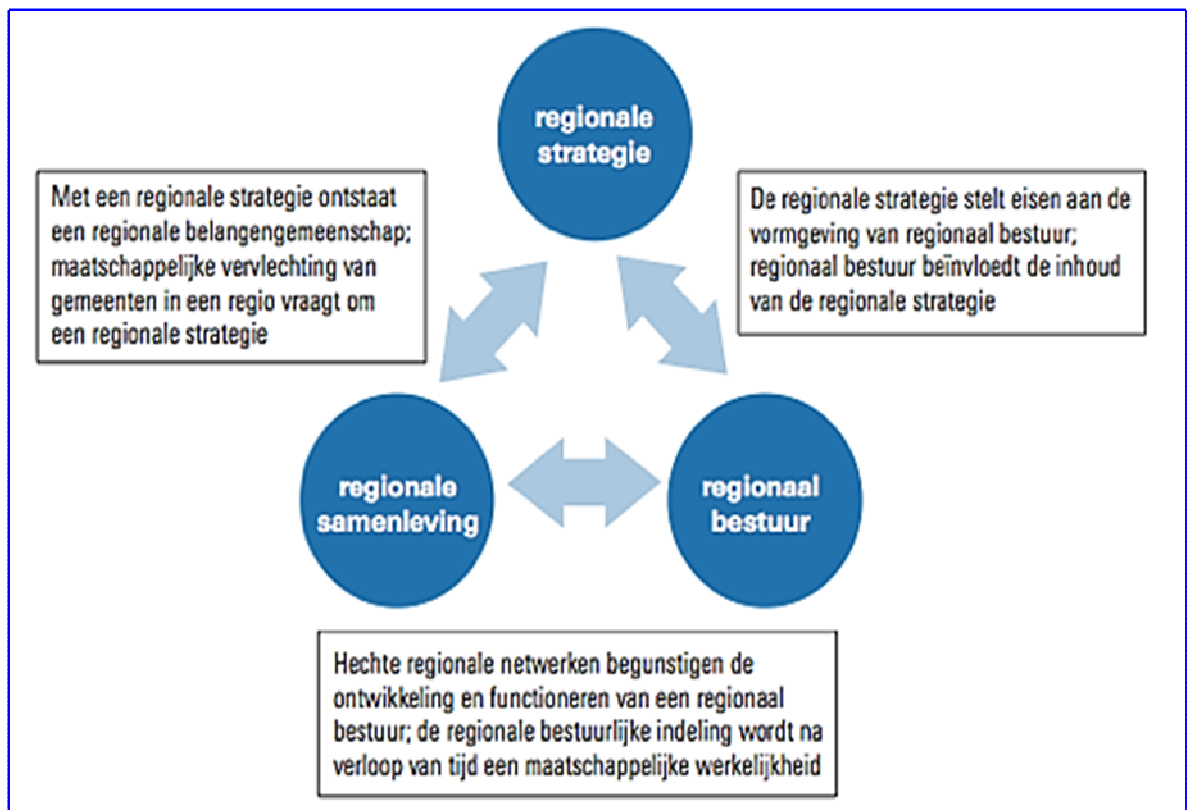 regionale
strategie
Met een regionale strategie ontstaat
een regionale belangengemeenschap;
maatschappelijke vervlechting van
gemeenten in een regio vraagt om
een regionale strategie
De regionale strategie stelt eisen aan de
vormgeving van regionaal bestuur;
regionaal bestuur beïnvloedt de inhoud
van de regionale strategie
regionale
samenleving
regionaal
bestuur
Hechte regionale netwerken begunstigen de
ontwikkeling en functioneren van een regionaal
bestuur; de regionale bestuurlijke indeling wordt na
verloop van tijd een maatschappelijke werkelijkheid